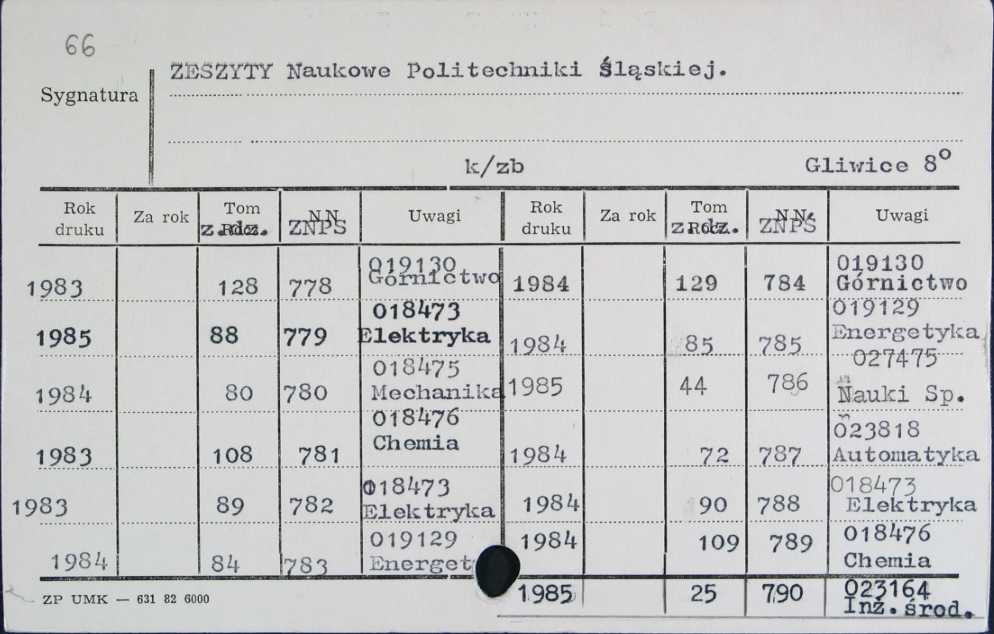 66
ZESZYTY Naukowe Politechniki Śląskiej.
Sygnatura
k/zb Gliwice 8°
Rok druku Za rok Tom z.dz. N.N. ZNPS Uwagi Rok druku Za rok Tom z.dz. N.N. ZNPS Uwagi
1983 128 778 019130 Górnictwo 1984 129 784 019130 Górnictwo
1985 88 779 018473 Elektryka 1984 85 785 019129 Energetyka
1984 80 780 018475 Mechanika 1985 44 786 027475 Nauki Sp.
1983 108 781 018476 Chemia 1984 72 787 023818 Automatyka
1983 89 782 018473 Elektryka 1984 90 788 018473 Elektryka
1984 84 783 019129 Energet 1984 109 789 018476 Chemia
1985 25 790 023164 Inż.środ.
ZP UMK — 631 82 6000